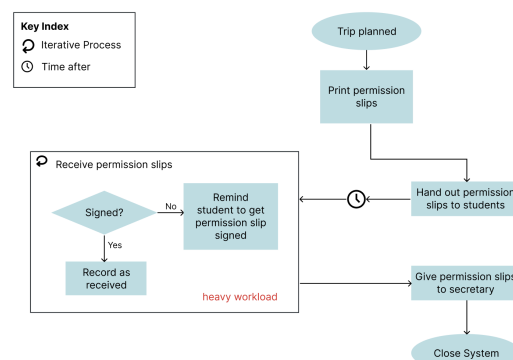 Key Index
Iterative Process
Time after
Trip planned
Print permission
slips
Hand out permission
slips to students
Receive permission slips
Signed?
No
Remind
student to get
permission slip
signed
Yes
Record as
received
heavy workload
Give permission slips
to secretary
Close System